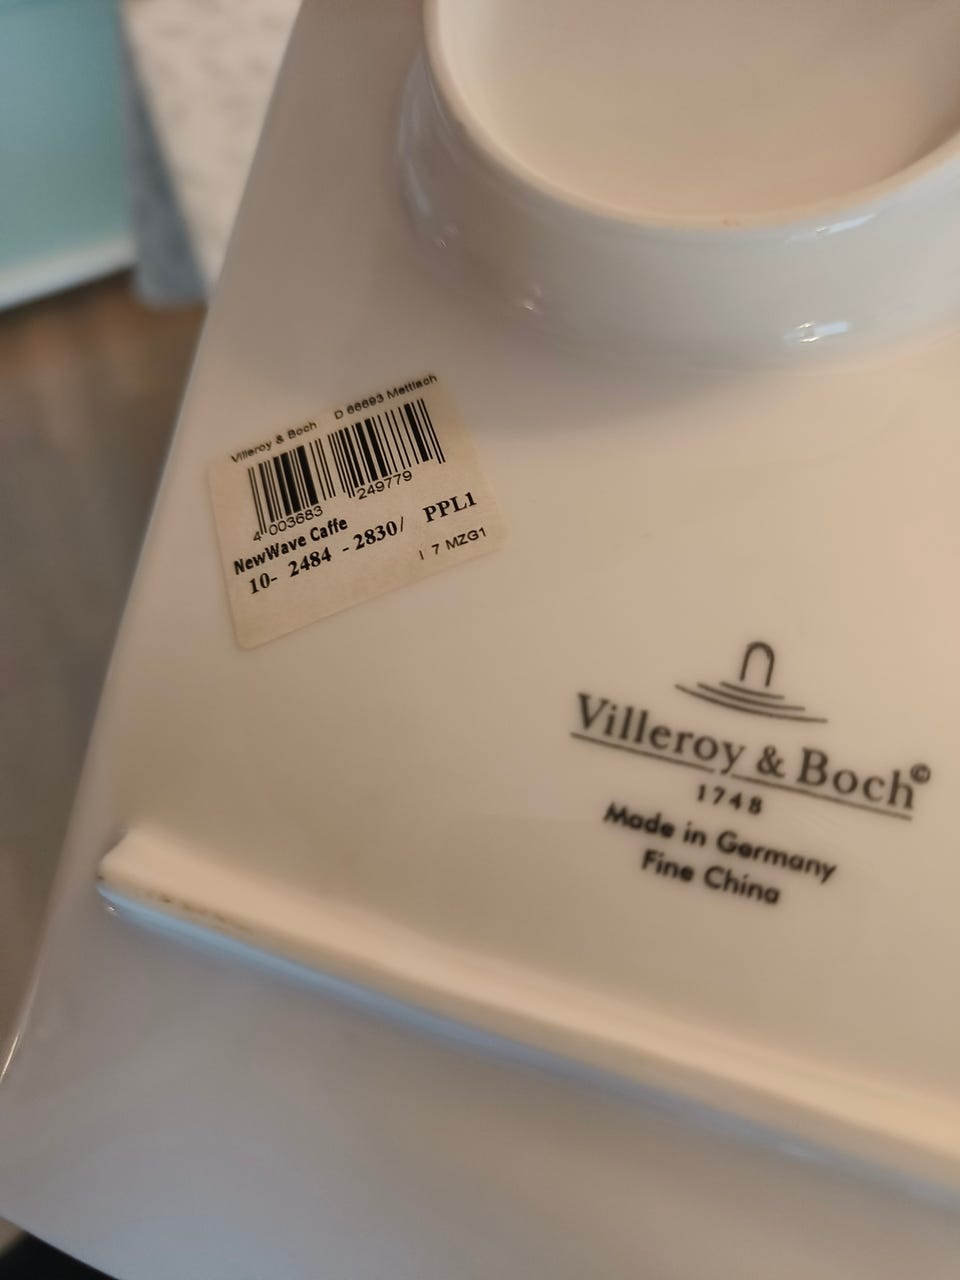 Villeroy & Boch D 66693 Mettlach
4 003683 249779
NewWave Caffe
10- 2484 - 2830/ PPL1
I 7 MZG1
Villeroy & Boch©
1748
Made in Germany
Fine China